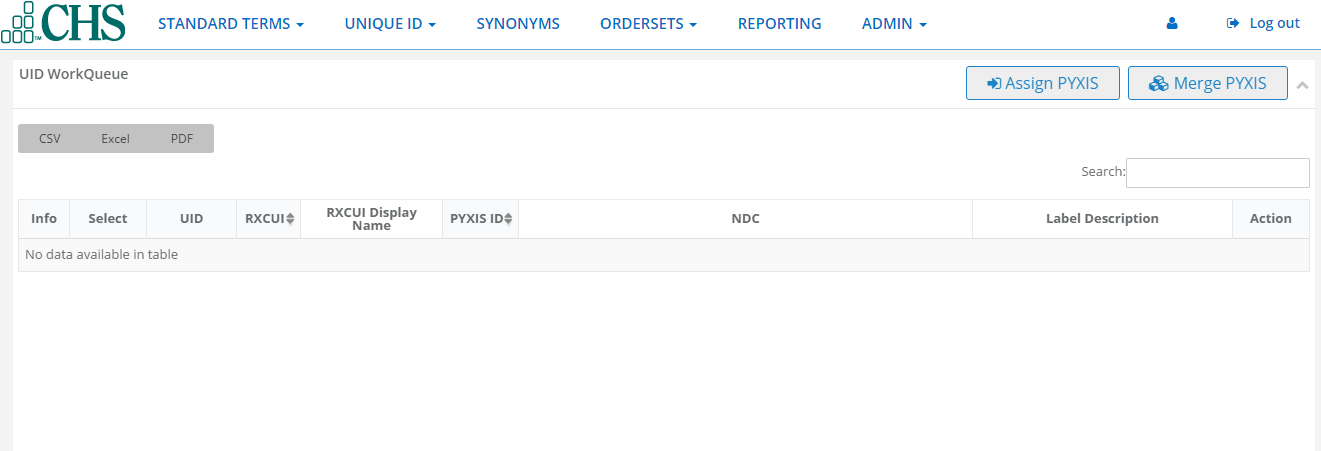 CHS™ STANDARD TERMS UNIQUE ID SYNONYMS ORDERSETS REPORTING ADMIN Log out
UID WorkQueue Assign PYXIS Merge PYXIS
CSV Excel PDF
Search:
Info Select UID RXCUI RXCUI Display Name PYXIS ID NDC Label Description Action
No data available in table